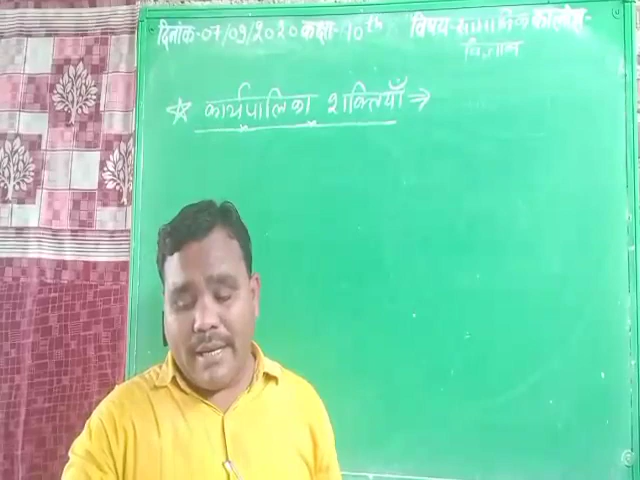 दिनांक-07/09/2020 कक्षा-10th विषय-सामाजिक कालांश-
विज्ञान
☆ कार्यपालिका शक्तियाँ →